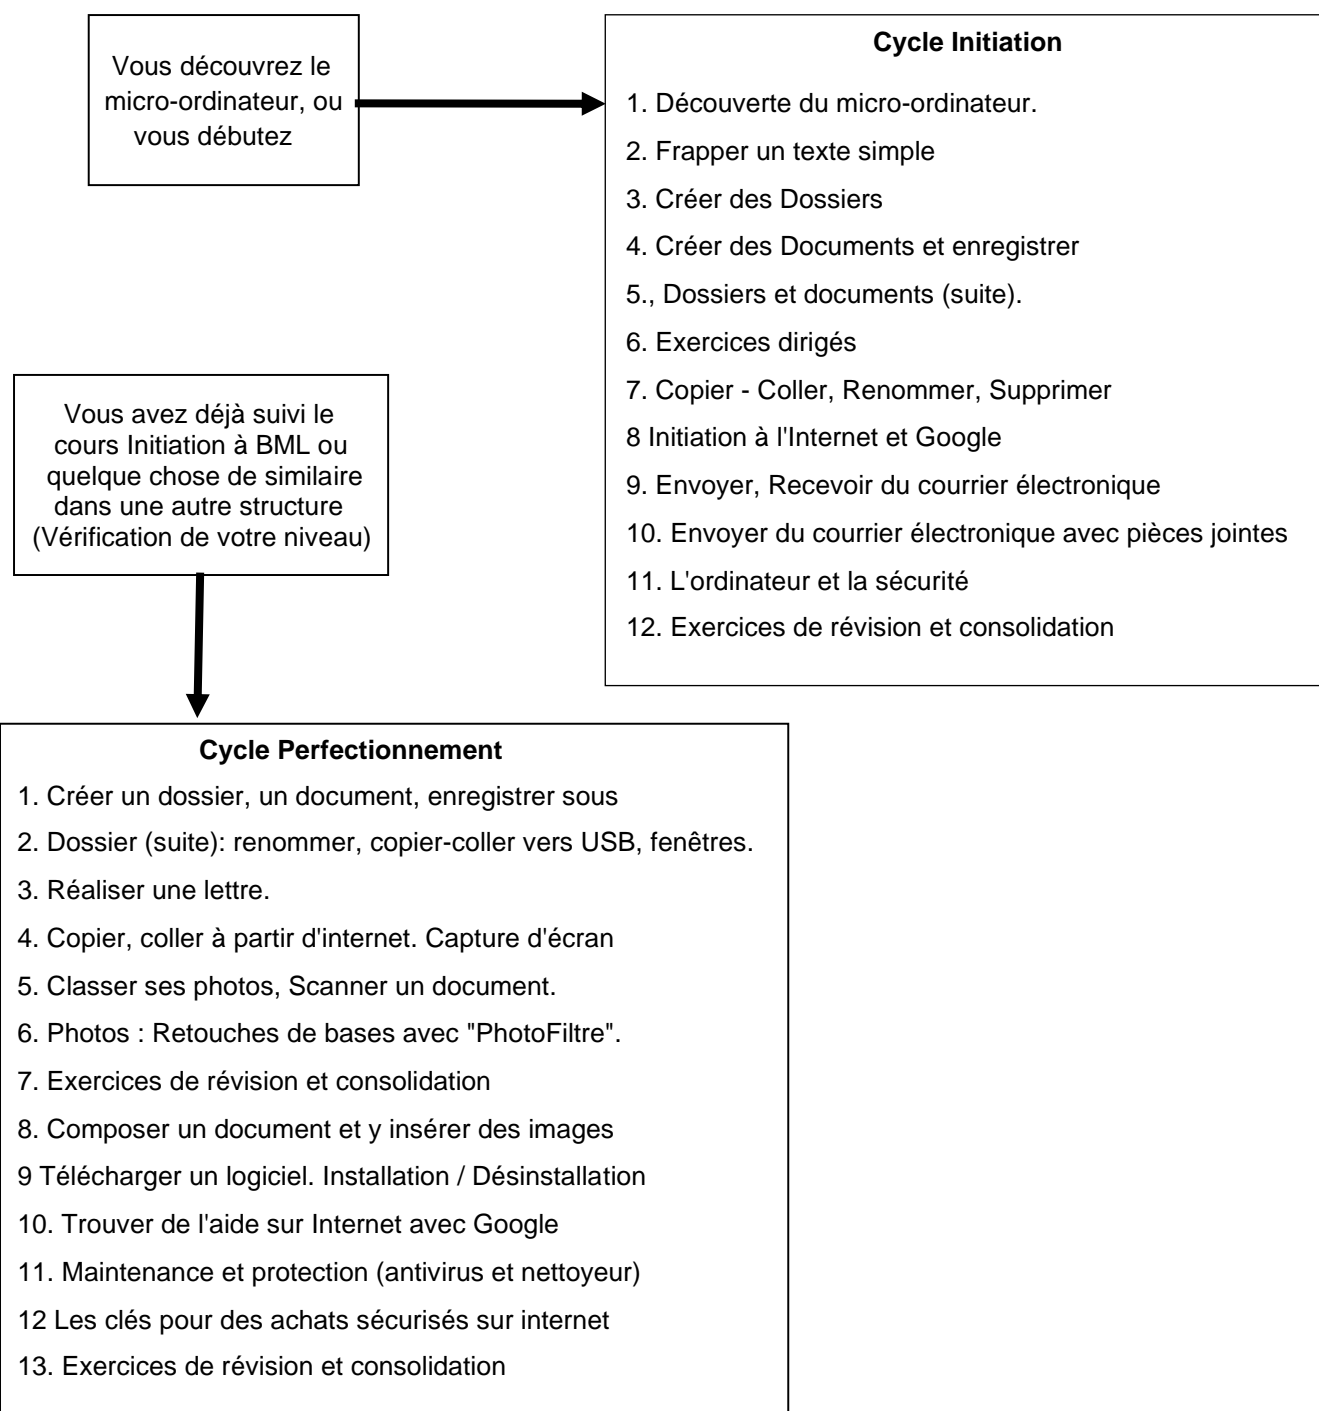 Vous découvrez le
micro-ordinateur, ou
vous débutez
Cycle Initiation
1. Découverte du micro-ordinateur.
2. Frapper un texte simple
3. Créer des Dossiers
4. Créer des Documents et enregistrer
5., Dossiers et documents (suite).
6. Exercices dirigés
7. Copier - Coller, Renommer, Supprimer
8 Initiation à l'Internet et Google
9. Envoyer, Recevoir du courrier électronique
10. Envoyer du courrier électronique avec pièces jointes
11. L'ordinateur et la sécurité
12. Exercices de révision et consolidation
Vous avez déjà suivi le
cours Initiation à BML ou
quelque chose de similaire
dans une autre structure
(Vérification de votre niveau)
Cycle Perfectionnement
1. Créer un dossier, un document, enregistrer sous
2. Dossier (suite): renommer, copier-coller vers USB, fenêtres.
3. Réaliser une lettre.
4. Copier, coller à partir d'internet. Capture d'écran
5. Classer ses photos, Scanner un document.
6. Photos : Retouches de bases avec "PhotoFiltre".
7. Exercices de révision et consolidation
8. Composer un document et y insérer des images
9 Télécharger un logiciel. Installation / Désinstallation
10. Trouver de l'aide sur Internet avec Google
11. Maintenance et protection (antivirus et nettoyeur)
12 Les clés pour des achats sécurisés sur internet
13. Exercices de révision et consolidation